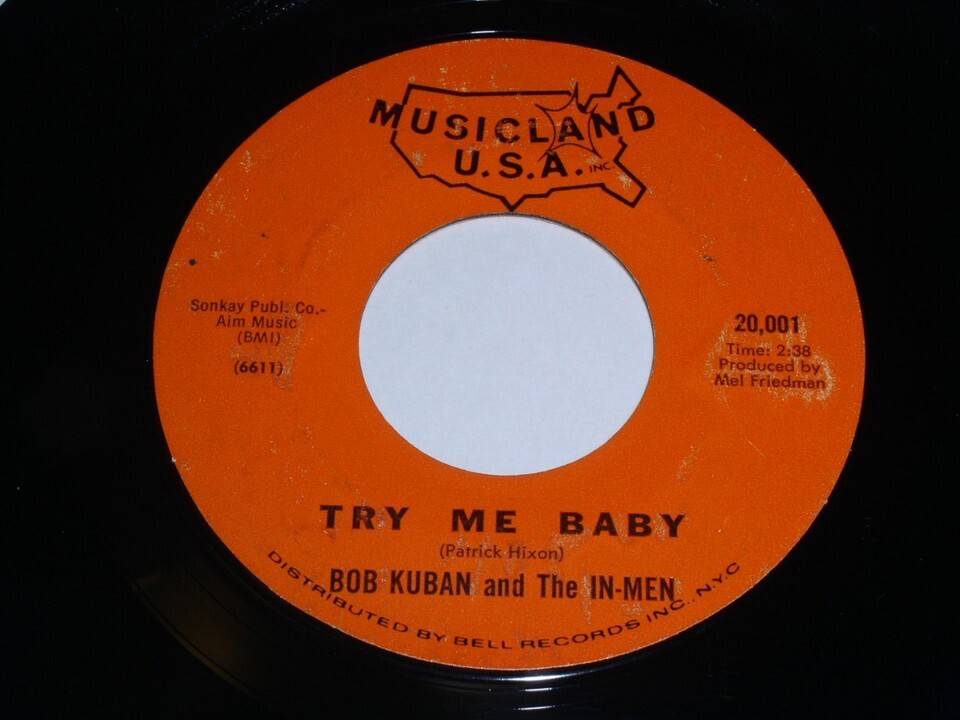 MUSICLAND
U.S.A. INC.
Sonkay Publ. Co.-
Aim Music
(BMI)
(6611)
20,001
Time: 2:38
Produced by
Mel Friedman
TRY ME BABY
(Patrick Hixon)
BOB KUBAN and The IN-MEN
DISTRIBUTED BY BELL RECORDS INC., N.Y.C